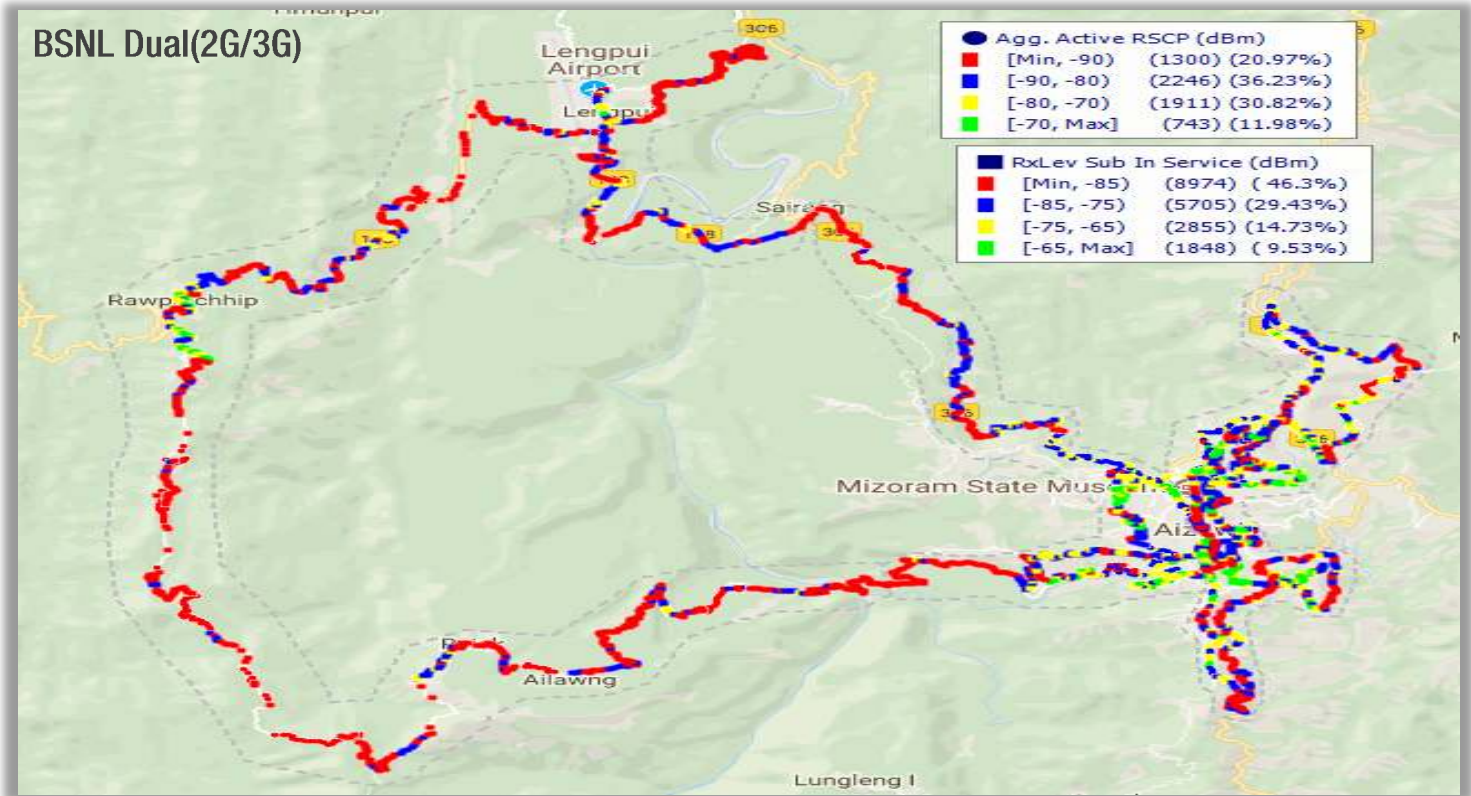 BSNL Dual(2G/3G)
306
Lengpui
Airport
Agg. Active RSCP (dBm)
[Min, -90) (1300) (20.97%)
[-90, -80) (2246) (36.23%)
[-80, -70) (1911) (30.82%)
[-70, Max] (743) (11.98%)
RxLev Sub In Service (dBm)
[Min, -85) (8974) ( 46.3%)
[-85, -75) (5705) (29.43%)
[-75, -65) (2855) (14.73%)
[-65, Max] (1848) ( 9.53%)
Sairang
Mizoram State
Ailawng
Lungleng I